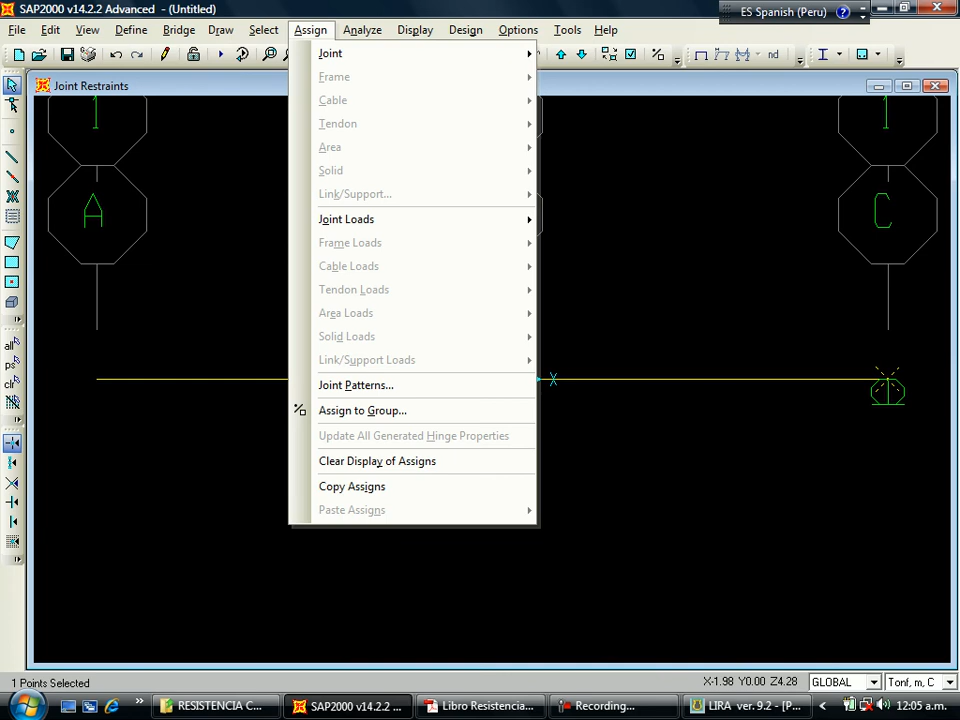 SAP2000 v14.2.2 Advanced - (Untitled)
ES Spanish (Peru)
File Edit View Define Bridge Draw Select Assign Analyze Display Design Options Tools Help
nd
Joint Restraints
Joint
Frame
Cable
Tendon
Area
Solid
Link/Support...
Joint Loads
Frame Loads
Cable Loads
Tendon Loads
Area Loads
Solid Loads
Link/Support Loads
Joint Patterns...
Assign to Group...
Update All Generated Hinge Properties
Clear Display of Assigns
Copy Assigns
Paste Assigns
1
A
1
C
X
all
ps
clr
1 Points Selected
X-1.98 Y0.00 Z4.28
GLOBAL
Tonf, m, C
RESISTENCIA C...
SAP2000 v14.2.2 ...
Libro Resistencia...
Recording...
LIRA ver. 9.2 - [P...
12:05 a.m.